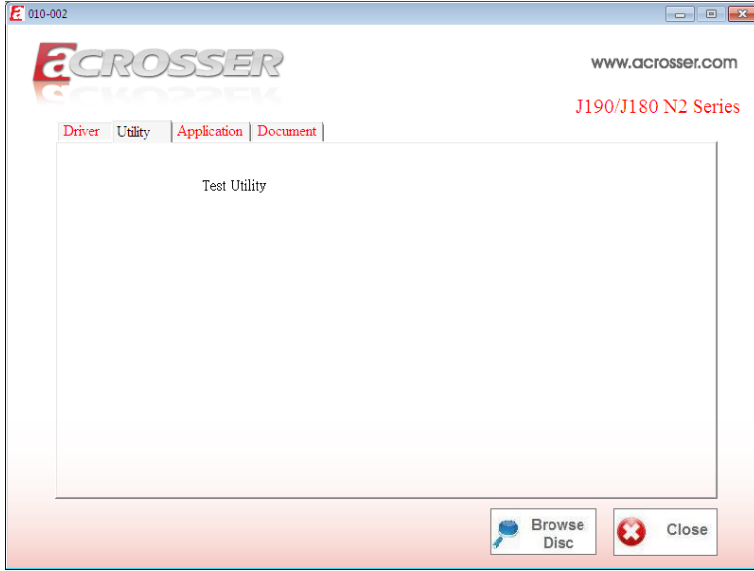 010-002
acrosser
www.acrosser.com
J190/J180 N2 Series
Driver Utility Application Document
Test Utility
Browse
Disc
Close